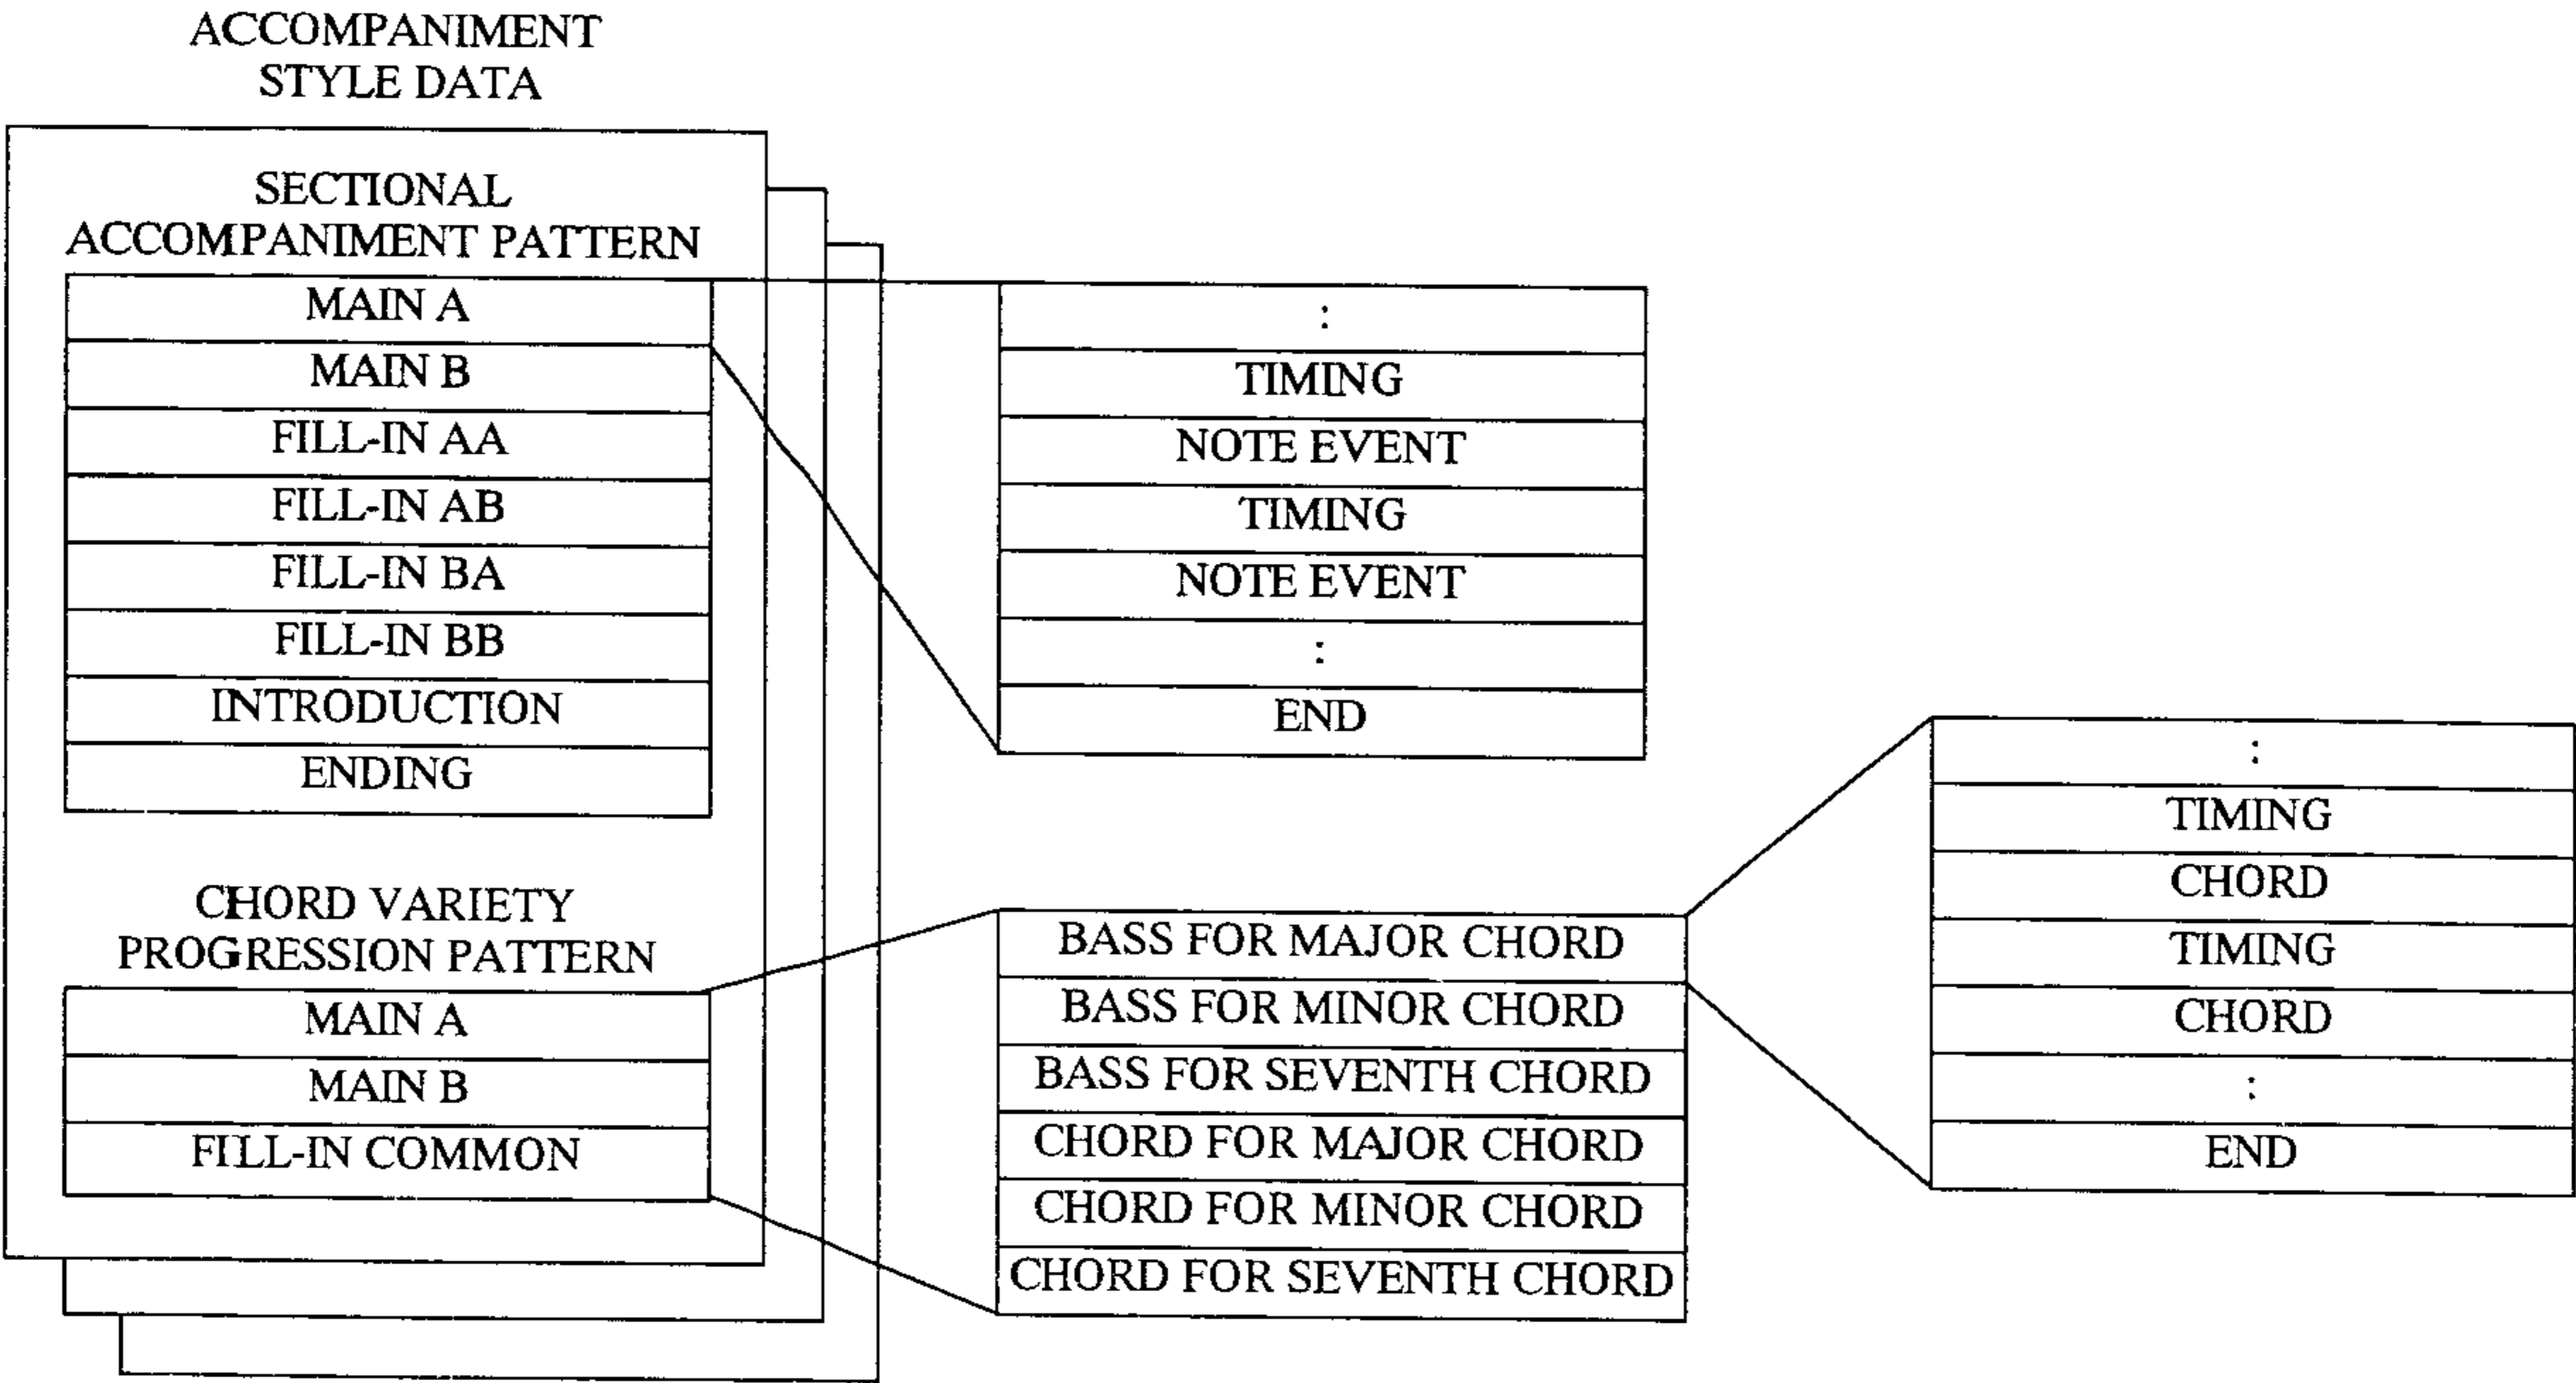 ACCOMPANIMENT
STYLE DATA
SECTIONAL
ACCOMPANIMENT PATTERN
MAIN A
MAIN B
FILL-IN AA
FILL-IN AB
FILL-IN BA
FILL-IN BB
INTRODUCTION
ENDING
CHORD VARIETY
PROGRESSION PATTERN
MAIN A
MAIN B
FILL-IN COMMON
:
TIMING
NOTE EVENT
TIMING
NOTE EVENT
:
END
BASS FOR MAJOR CHORD
BASS FOR MINOR CHORD
BASS FOR SEVENTH CHORD
CHORD FOR MAJOR CHORD
CHORD FOR MINOR CHORD
CHORD FOR SEVENTH CHORD
:
TIMING
CHORD
TIMING
CHORD
:
END